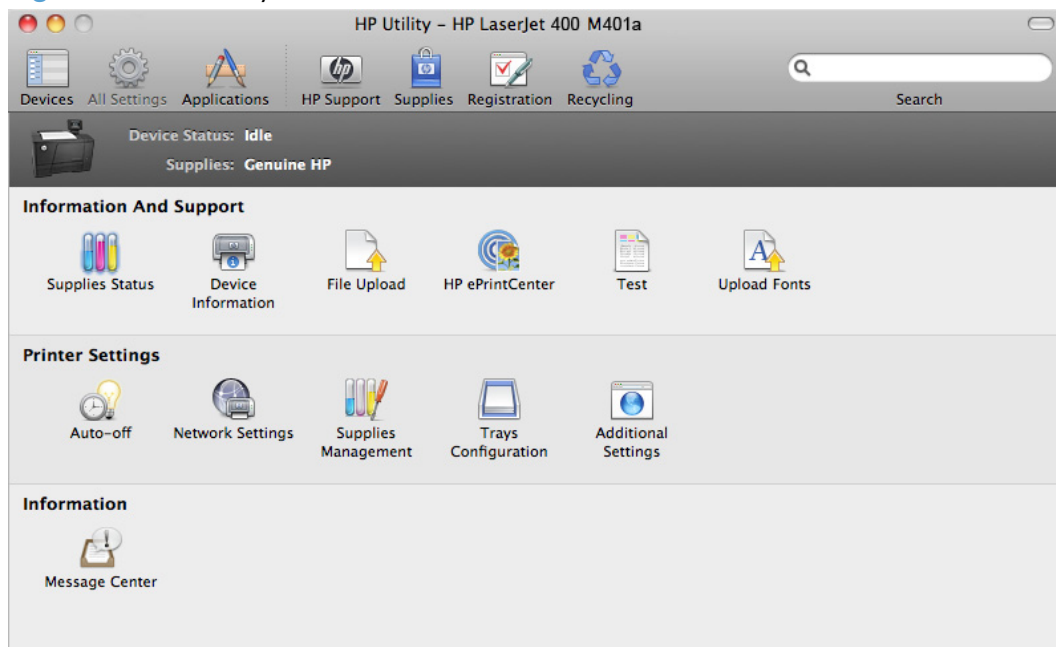 HP Utility – HP LaserJet 400 M401a
Devices All Settings Applications HP Support Supplies Registration Recycling Search
Device Status: Idle
Supplies: Genuine HP
Information And Support
Supplies Status
Device Information
File Upload
HP ePrintCenter
Test
Upload Fonts
Printer Settings
Auto-off
Network Settings
Supplies Management
Trays Configuration
Additional Settings
Information
Message Center